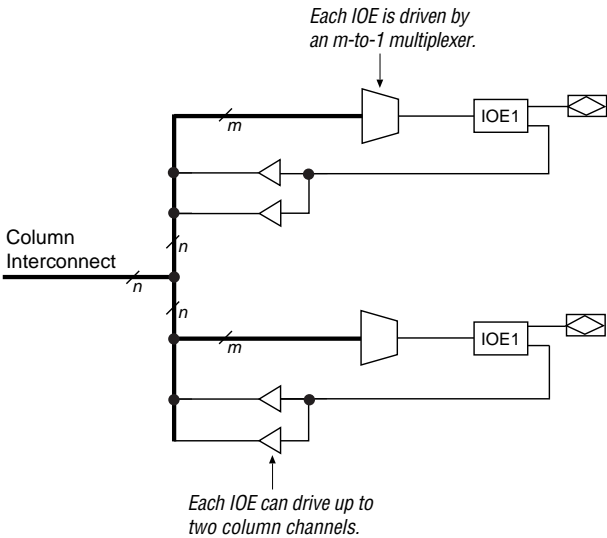 Each IOE is driven by
an m-to-1 multiplexer.
m
IOE1
Column
Interconnect
n
n
n
m
IOE1
Each IOE can drive up to
two column channels.